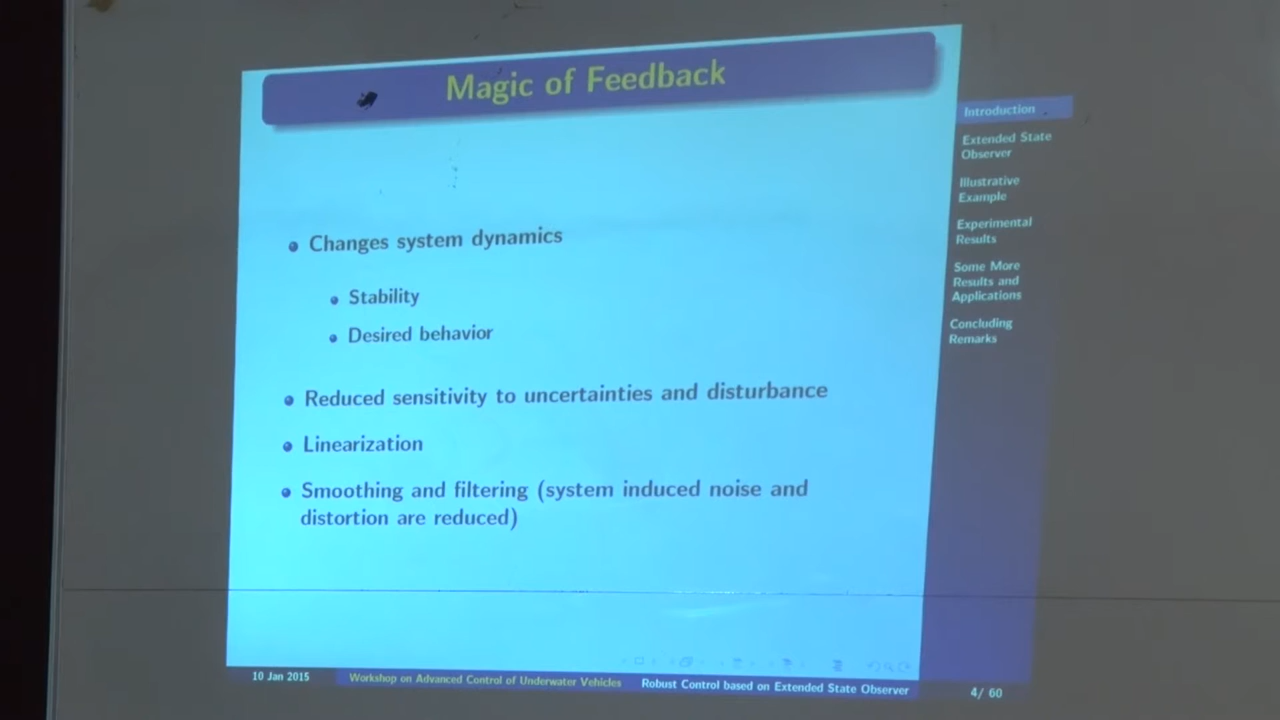 Magic of Feedback
Changes system dynamics
Stability
Desired behavior
Reduced sensitivity to uncertainties and disturbance
Linearization
Smoothing and filtering (system induced noise and
distortion are reduced)
Introduction
Extended State
Observer
Illustrative
Example
Experimental
Results
Some More
Results and
Applications
Concluding
Remarks
10 Jan 2015 Workshop on Advanced Control of Underwater Vehicles Robust Control based on Extended State Observer 4/ 60